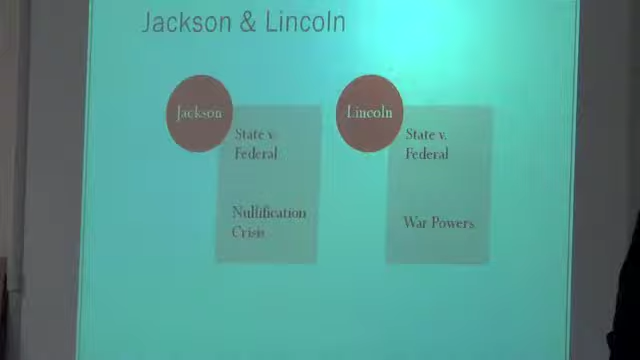 Jackson & Lincoln
Jackson
State v.
Federal
Nullification
Crisis
Lincoln
State v.
Federal
War Powers